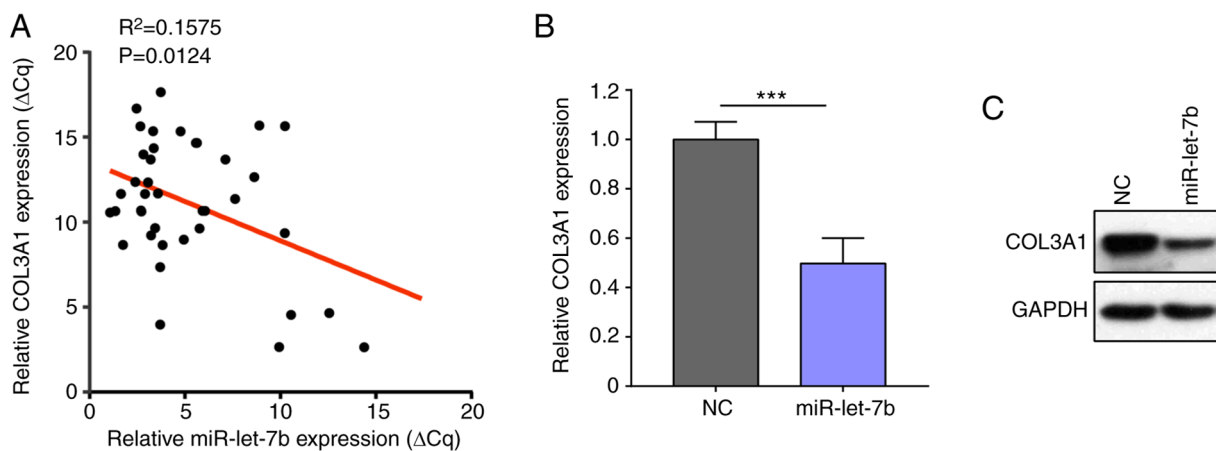 A
R²=0.1575
P=0.0124
Relative COL3A1 expression (ΔCq)
20
15
10
5
0
0 5 10 15 20
Relative miR-let-7b expression (ΔCq)
B
Relative COL3A1 expression
1.2
1.0
0.8
0.6
0.4
0.2
0
***
NC miR-let-7b
C
NC
miR-let-7b
COL3A1
GAPDH